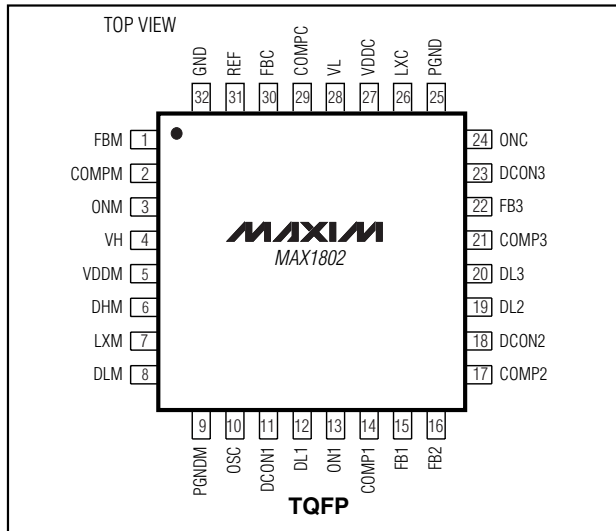 TOP VIEW
GND
REF
FBC
COMPC
VL
VDDC
LXC
PGND
32
31
30
29
28
27
26
25
FBM 1
COMPM 2
ONM 3
VH 4
VDDM 5
DHM 6
LXM 7
DLM 8
MAXIM
MAX1802
24 ONC
23 DCON3
22 FB3
21 COMP3
20 DL3
19 DL2
18 DCON2
17 COMP2
9
10
11
12
13
14
15
16
PGNDM
OSC
DCON1
DL1
ON1
COMP1
FB1
FB2
TQFP